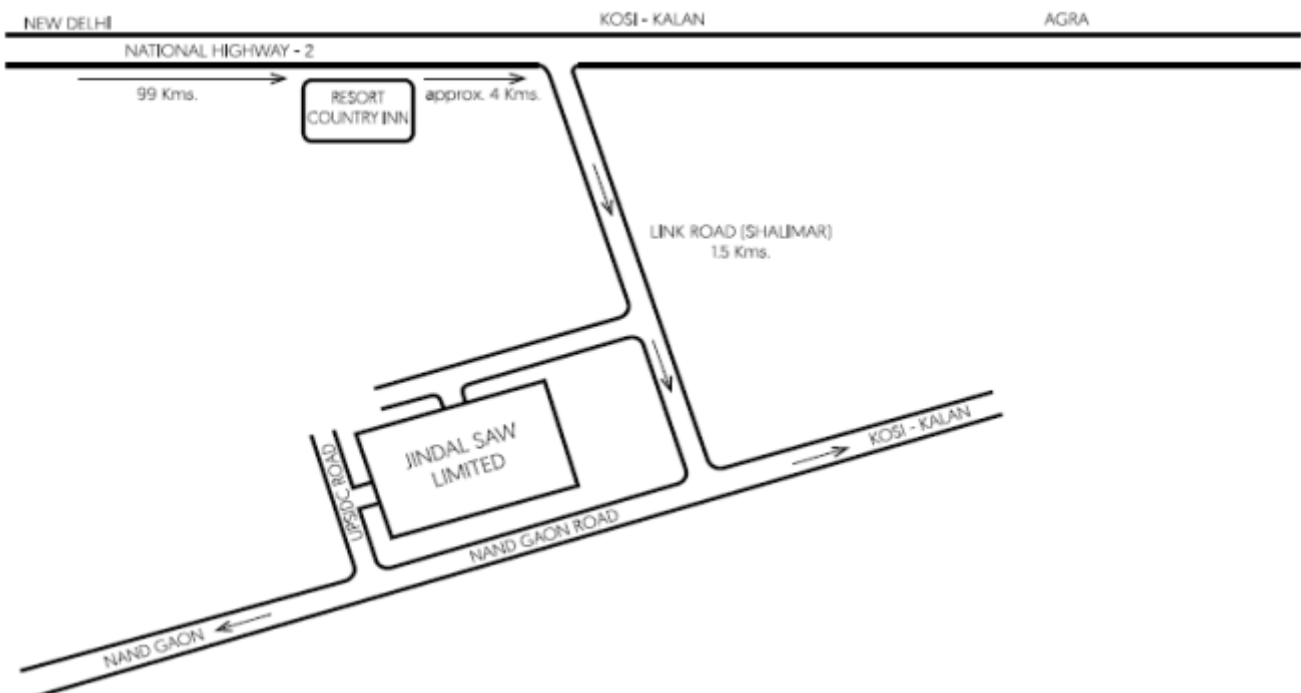 NEW DELHI
KOSI - KALAN
AGRA
NATIONAL HIGHWAY - 2
99 Kms.
RESORT
COUNTRY INN
approx. 4 Kms.
LINK ROAD (SHALIMAR)
1.5 Kms.
JINDAL SAW
LIMITED
UPSIDC ROAD
KOSI - KALAN
NAND GAON ROAD
NAND GAON